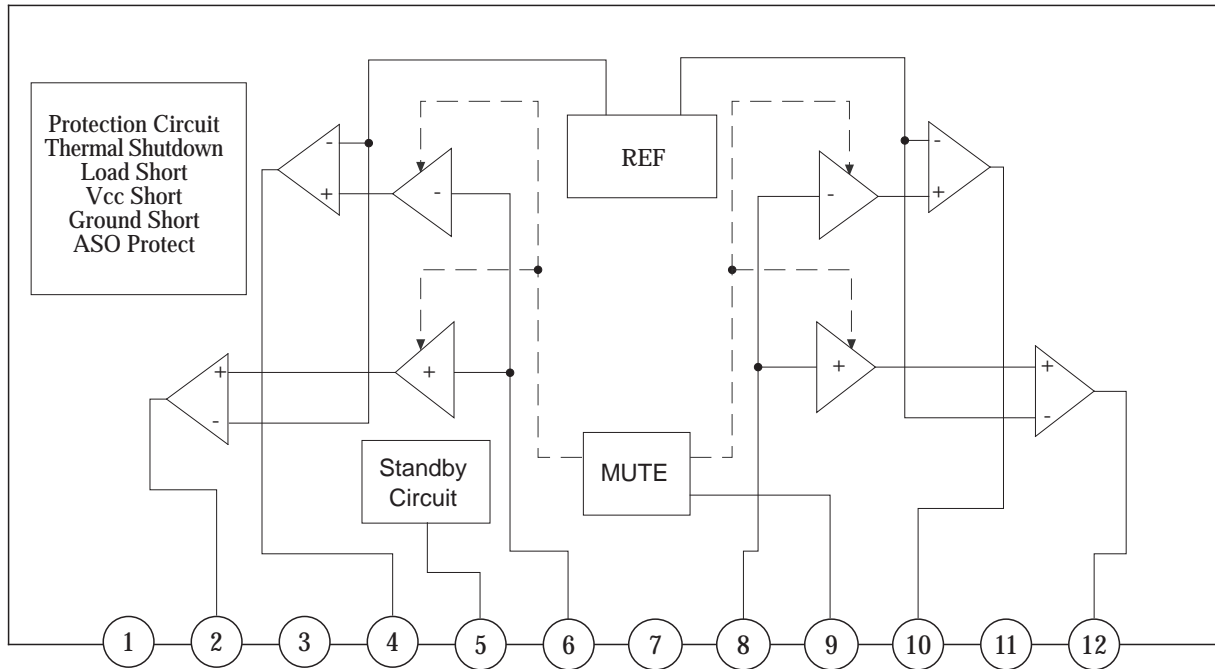 Protection Circuit
Thermal Shutdown
Load Short
Vcc Short
Ground Short
ASO Protect
REF
-
+
-
-
-
+
+
-
+
+
+
-
Standby
Circuit
MUTE
1 2 3 4 5 6 7 8 9 10 11 12